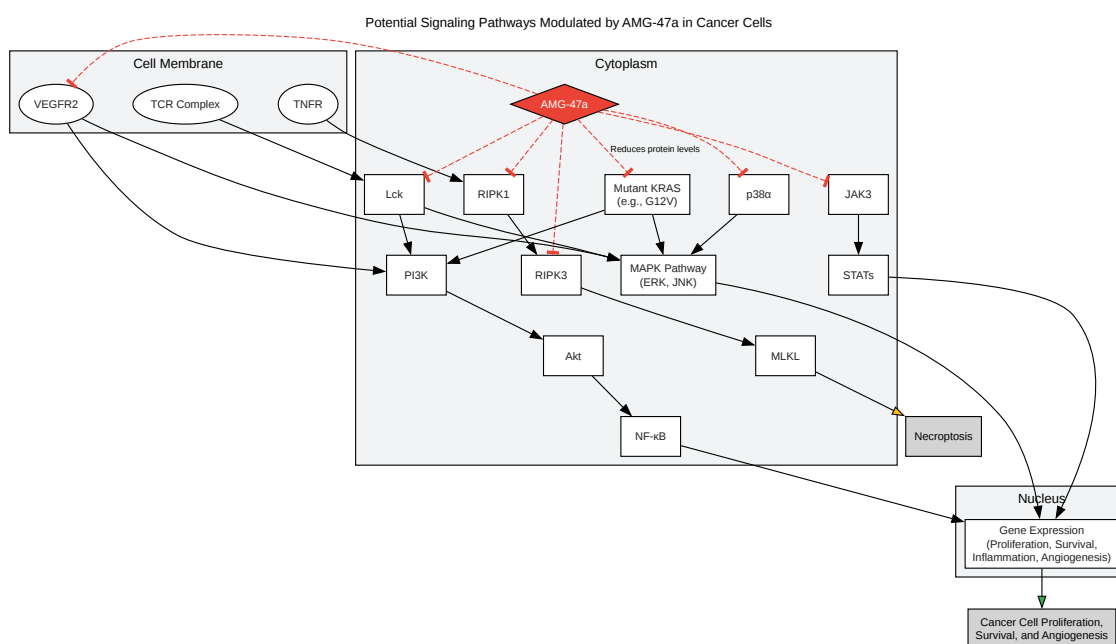 Potential Signaling Pathways Modulated by AMG-47a in Cancer Cells
Cell Membrane
Cytoplasm
VEGFR2
TCR Complex
TNFR
AMG-47a
Reduces protein levels
Lck
RIPK1
Mutant KRAS
(e.g., G12V)
p38α
JAK3
PI3K
RIPK3
MAPK Pathway
(ERK, JNK)
STATs
Akt
MLKL
NF-κB
Necroptosis
Nucleus
Gene Expression
(Proliferation, Survival,
Inflammation, Angiogenesis)
Cancer Cell Proliferation,
Survival, and Angiogenesis